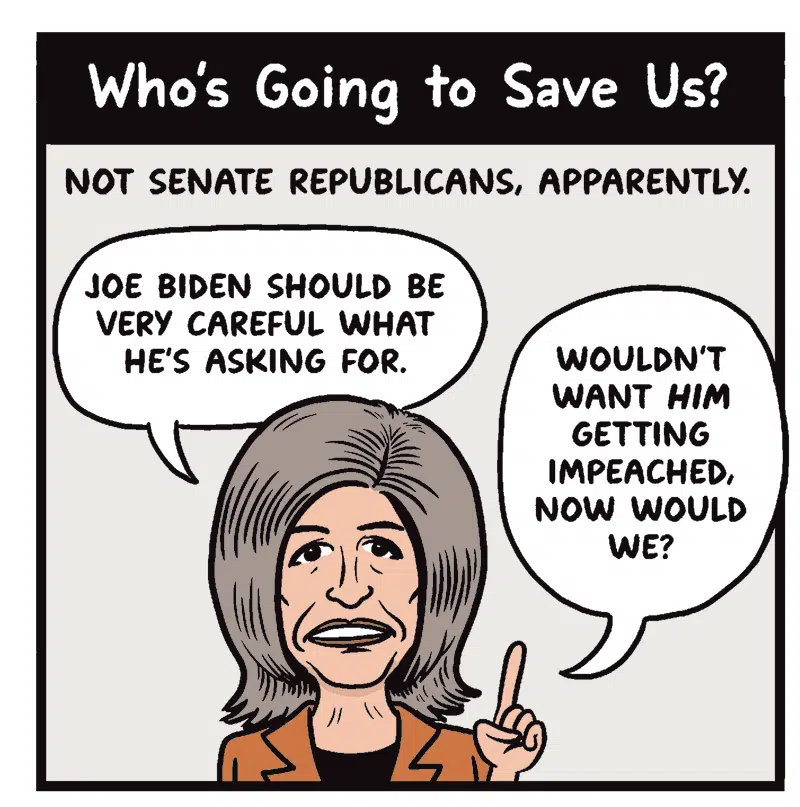 Who's Going to Save Us?
NOT SENATE REPUBLICANS, APPARENTLY.
JOE BIDEN SHOULD BE
VERY CAREFUL WHAT
HE'S ASKING FOR.
WOULDN'T
WANT HIM
GETTING
IMPEACHED,
NOW WOULD
WE?